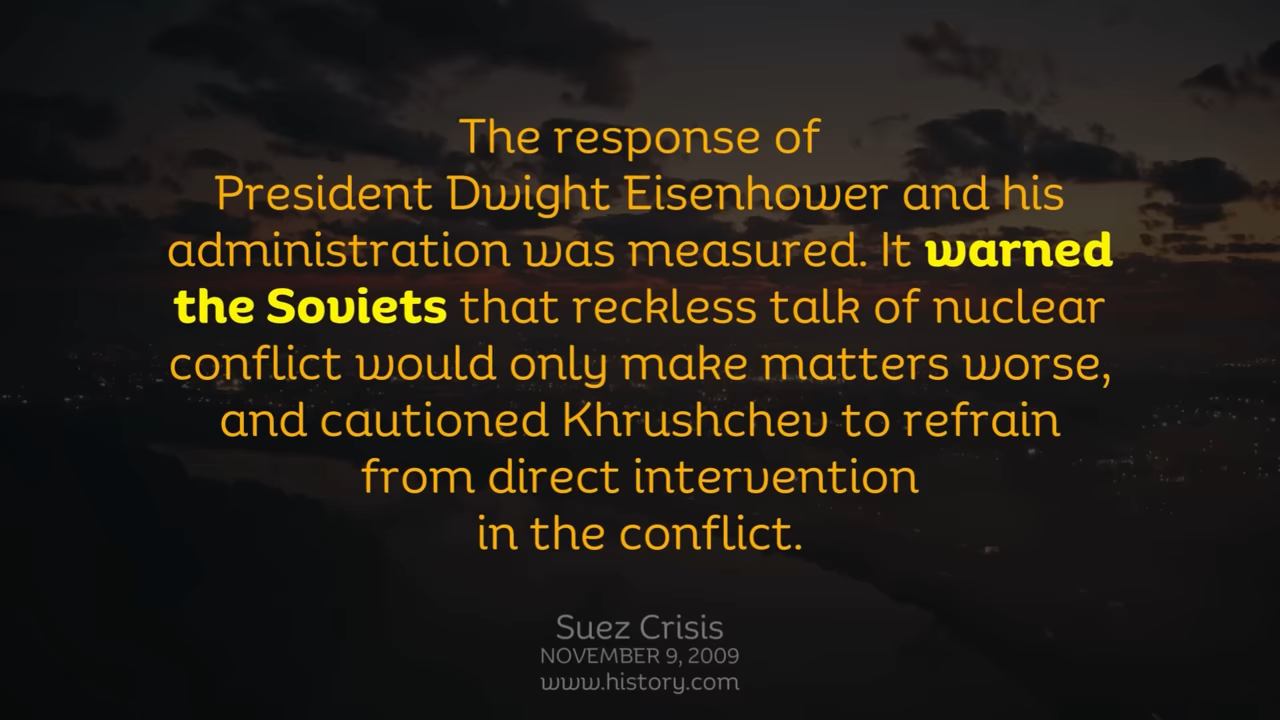 The response of
President Dwight Eisenhower and his
administration was measured. It warned
the Soviets that reckless talk of nuclear
conflict would only make matters worse,
and cautioned Khrushchev to refrain
from direct intervention
in the conflict.
Suez Crisis
NOVEMBER 9, 2009
www.history.com